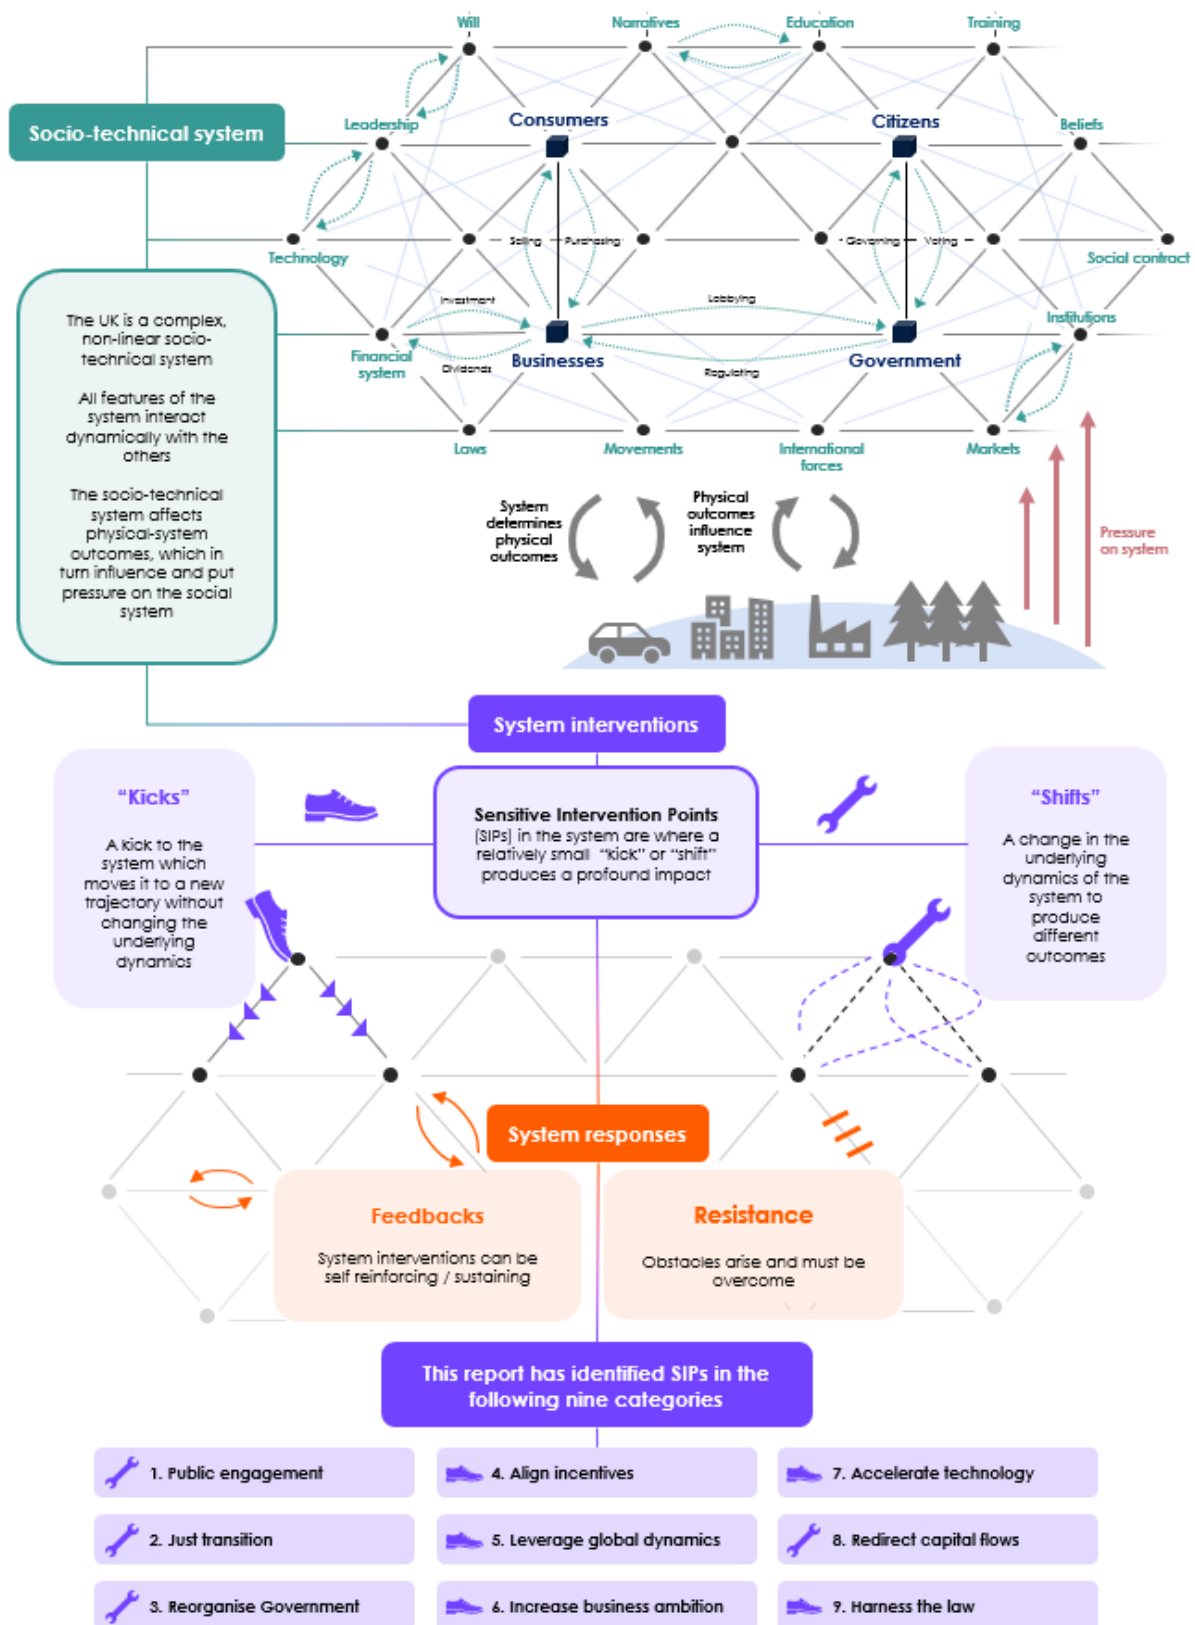 Will
Narratives
Education
Training
Socio-technical system
Leadership
Consumers
Citizens
Beliefs
Selling
Purchasing
Governing
Voting
Technology
Social contract
Investment
Lobbying
Institutions
Financial
system
Businesses
Government
Dividends
Regulating
Laws
Movements
International
forces
Markets
The UK is a complex,
non-linear socio-
technical system
All features of the
system interact
dynamically with the
others
The socio-technical
system affects
physical-system
outcomes, which in
turn influence and put
pressure on the social
system
System
determines
physical
outcomes
Physical
outcomes
influence
system
Pressure
on system
System interventions
"Kicks"
A kick to the
system which
moves it to a new
trajectory without
changing the
underlying
dynamics
Sensitive Intervention Points
(SIPs) in the system are where a
relatively small "kick" or "shift"
produces a profound impact
"Shifts"
A change in the
underlying
dynamics of the
system to
produce
different
outcomes
System responses
Feedbacks
System interventions can be
self reinforcing / sustaining
Resistance
Obstacles arise and must be
overcome
This report has identified SIPs in the
following nine categories
1. Public engagement
2. Just transition
3. Reorganise Government
4. Align incentives
5. Leverage global dynamics
6. Increase business ambition
7. Accelerate technology
8. Redirect capital flows
9. Harness the law